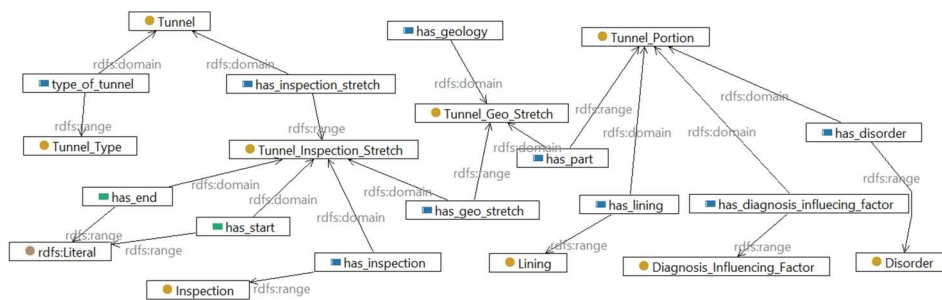 Tunnel
has_geology
Tunnel_Portion
rdfs:domain
rdfs:domain
type_of_tunnel
has_inspection_stretch
rdfs:domain
rdfs:range
rdfs:domain
rdfs:domain
rdfs:domain
Tunnel_Geo_Stretch
rdfs:range
rdfs:range
has_disorder
Tunnel_Type
Tunnel_Inspection_Stretch
rdfs:domain
has_part
rdfs:domain
rdfs:range
rdfs:range
has_end
rdfs:domain
rdfs:domain
has_start
rdfs:domain
has_geo_stretch
has_lining
has_diagnosis_influecing_factor
rdfs:range
rdfs:Literal
rdfs:range
rdfs:range
has_inspection
Lining
Diagnosis_Influencing_Factor
Disorder
Inspection
rdfs:range